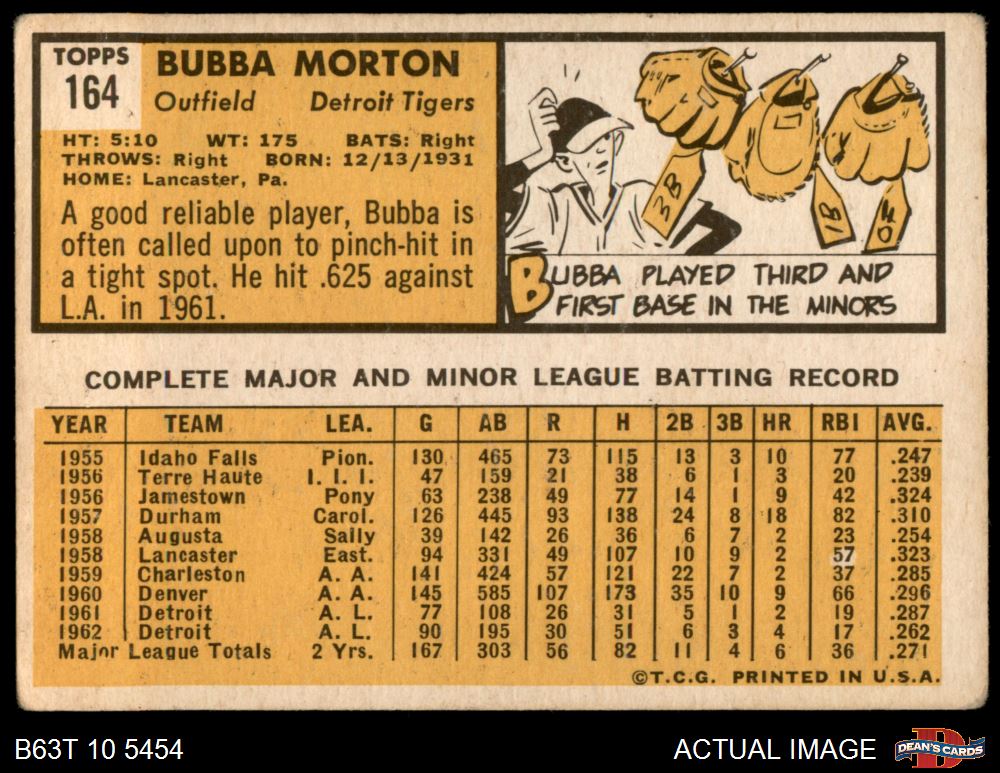 TOPPS
164
BUBBA MORTON
Outfield Detroit Tigers
HT: 5:10 WT: 175 BATS: Right
THROWS: Right BORN: 12/13/1931
HOME: Lancaster, Pa.
A good reliable player, Bubba is
often called upon to pinch-hit in
a tight spot. He hit .625 against
L.A. in 1961.
3B
1B
OF
BUBBA PLAYED THIRD AND
FIRST BASE IN THE MINORS
COMPLETE MAJOR AND MINOR LEAGUE BATTING RECORD
YEAR TEAM LEA. G AB R H 2B 3B HR RBI AVG.
1955 Idaho Falls Pion. 130 465 73 115 13 3 10 77 .247
1956 Terre Haute I. I. I. 47 159 21 38 6 1 3 20 .239
1956 Jamestown Pony 63 238 49 77 14 1 9 42 .324
1957 Durham Carol. 126 445 93 138 24 8 18 82 .310
1958 Augusta Sally 39 142 26 36 6 7 2 23 .254
1958 Lancaster East. 94 331 49 107 10 9 2 57 .323
1959 Charleston A. A. 141 424 57 121 22 7 2 37 .285
1960 Denver A. A. 145 585 107 173 35 10 9 66 .296
1961 Detroit A. L. 77 108 26 31 5 1 2 19 .287
1962 Detroit A. L. 90 195 30 51 6 3 4 17 .262
Major League Totals 2 Yrs. 167 303 56 82 11 4 6 36 .271
©T.C.G. PRINTED IN U.S.A.
B63T 10 5454
ACTUAL IMAGE
D
DEAN'S CARDS